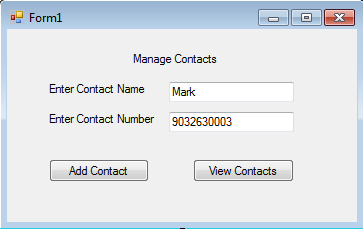 Form1
Manage Contacts
Enter Contact Name Mark
Enter Contact Number 9032630003
Add Contact View Contacts